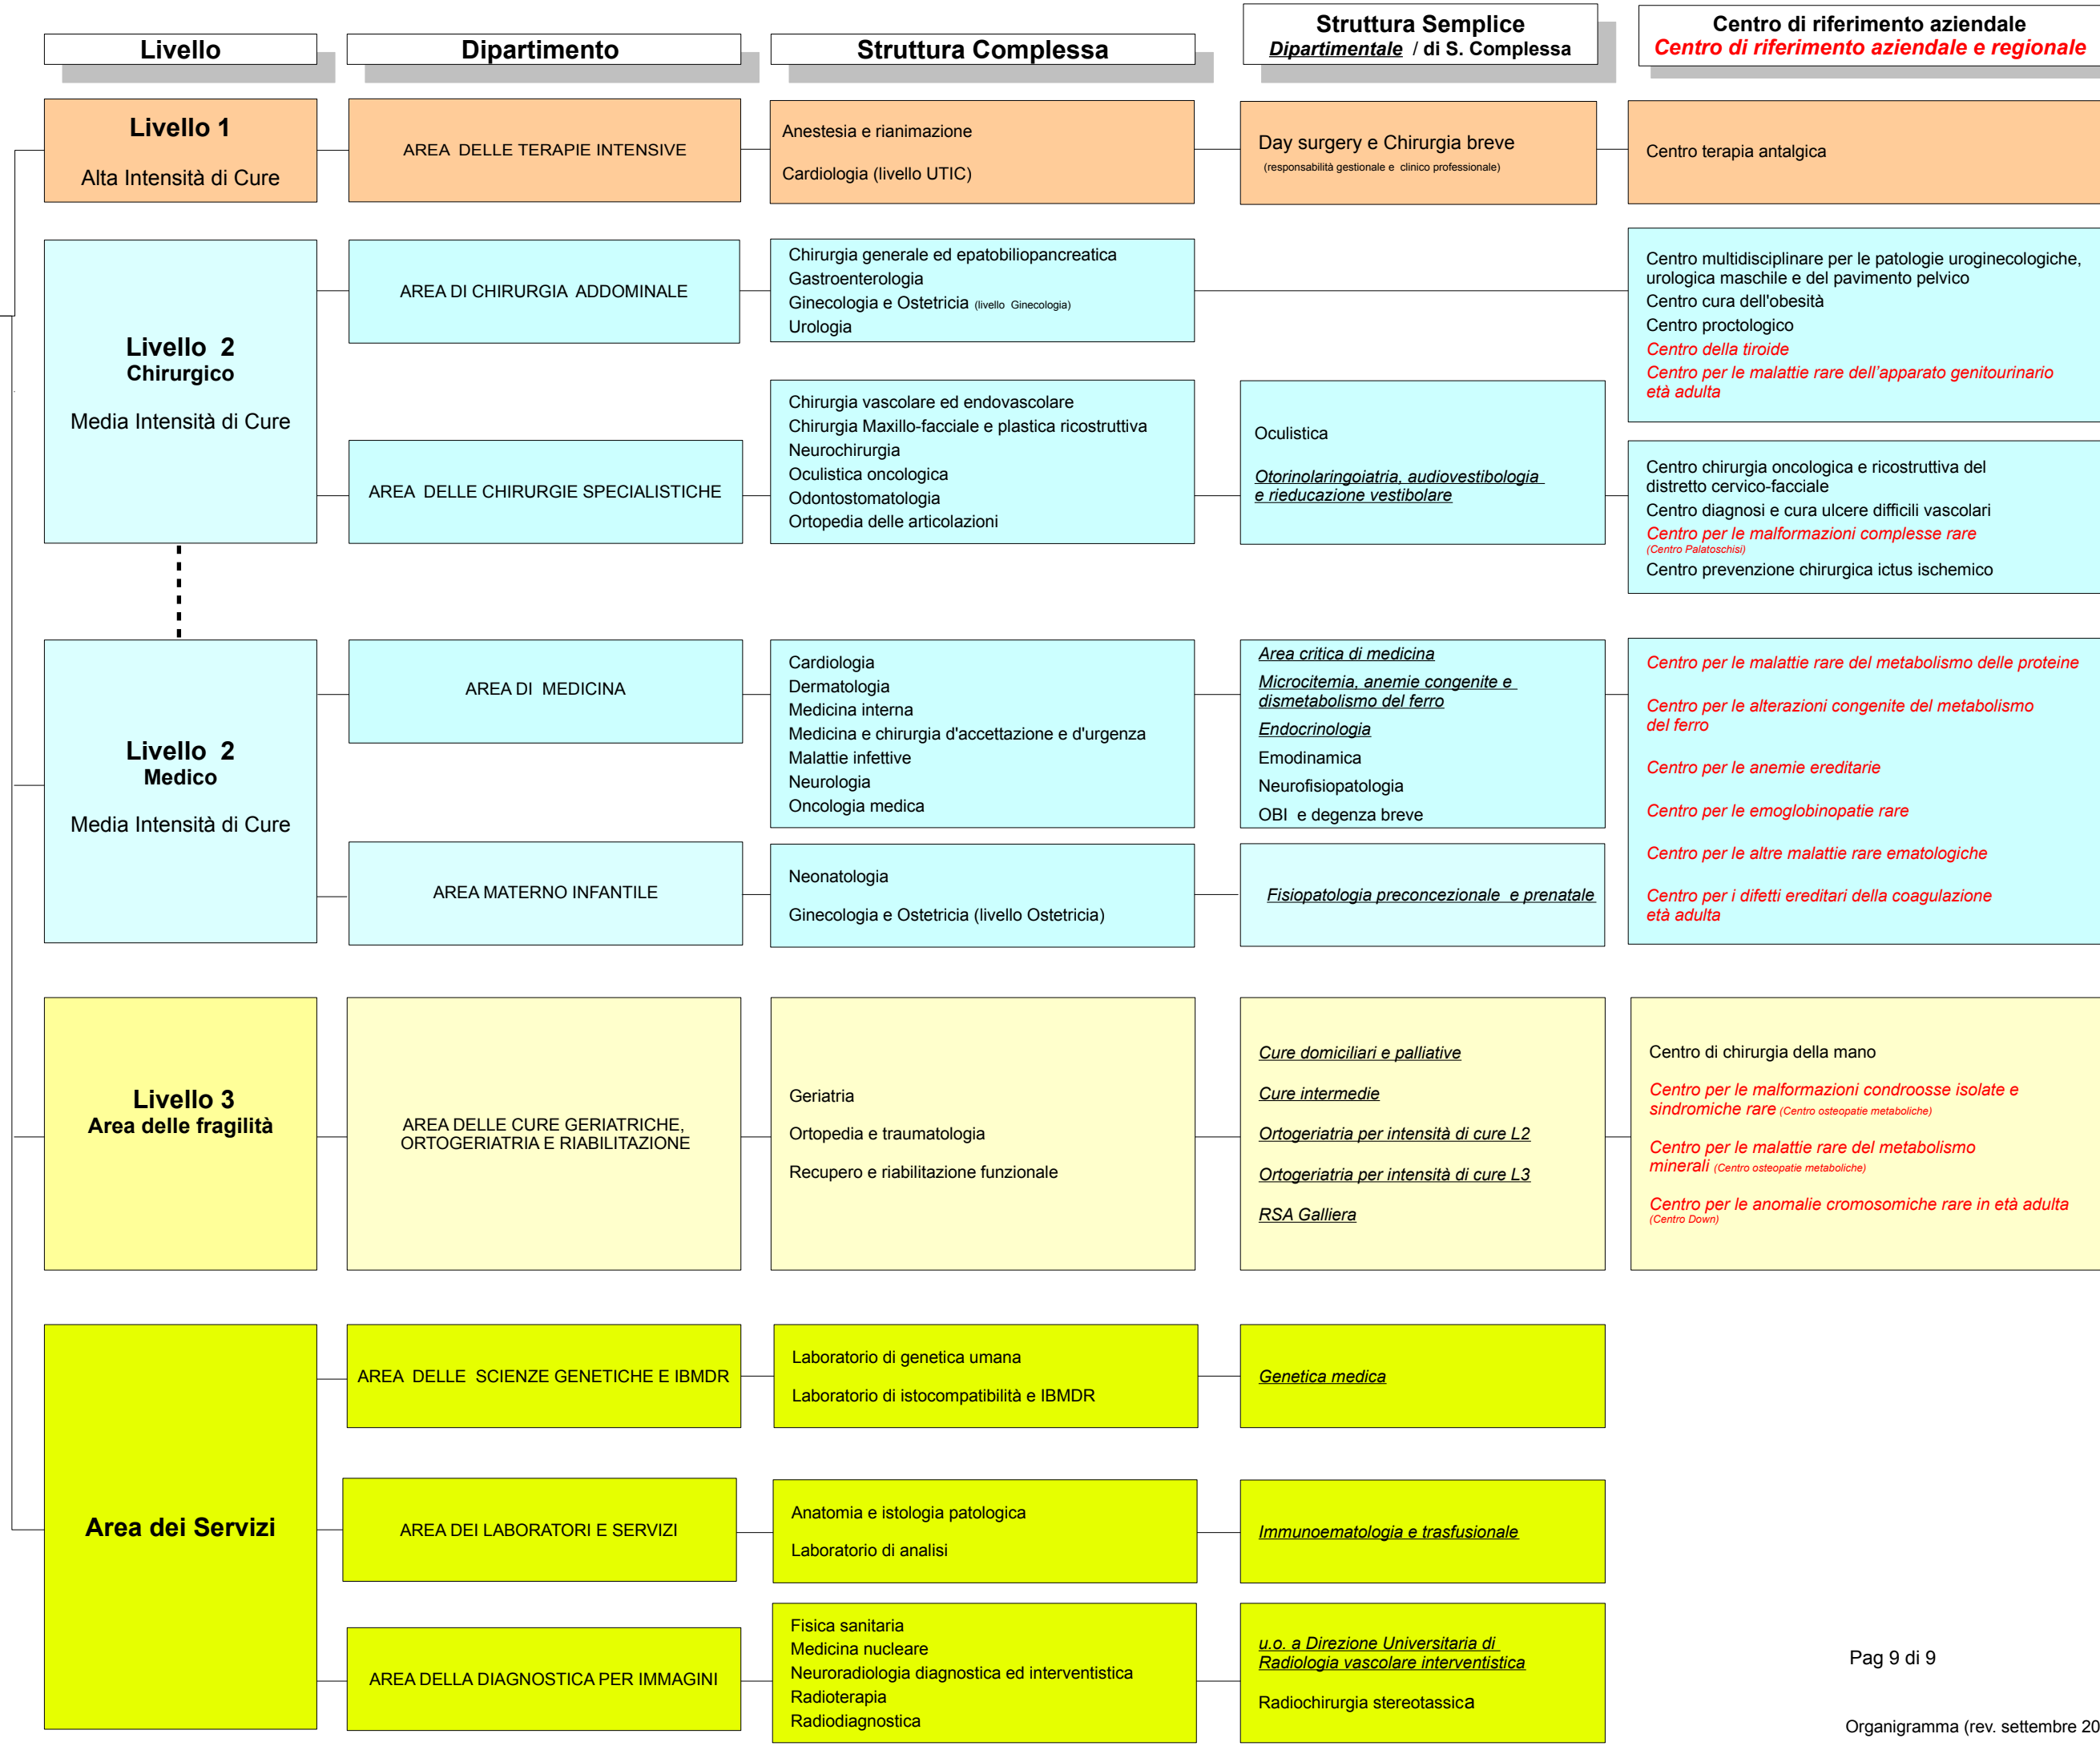 Livello
Dipartimento
Struttura Complessa
Struttura Semplice
Dipartimentale / di S. Complessa
Centro di riferimento aziendale
Centro di riferimento aziendale e regionale
Livello 1
Alta Intensità di Cure
AREA DELLE TERAPIE INTENSIVE
Anestesia e rianimazione
Cardiologia (livello UTIC)
Day surgery e Chirurgia breve
(responsabilità gestionale e clinico professionale)
Centro terapia antalgica
Livello 2
Chirurgico
Media Intensità di Cure
AREA DI CHIRURGIA ADDOMINALE
Chirurgia generale ed epatobiliopancreatica
Gastroenterologia
Ginecologia e Ostetricia (livello Ginecologia)
Urologia
Centro multidisciplinare per le patologie uroginecologiche,
urologica maschile e del pavimento pelvico
Centro cura dell'obesità
Centro proctologico
Centro della tiroide
Centro per le malattie rare dell’apparato genitourinario
età adulta
AREA DELLE CHIRURGIE SPECIALISTICHE
Chirurgia vascolare ed endovascolare
Chirurgia Maxillo-facciale e plastica ricostruttiva
Neurochirurgia
Oculistica oncologica
Odontostomatologia
Ortopedia delle articolazioni
Oculistica
Otorinolaringoiatria, audiovestibologia
e rieducazione vestibolare
Centro chirurgia oncologica e ricostruttiva del
distretto cervico-facciale
Centro diagnosi e cura ulcere difficili vascolari
Centro per le malformazioni complesse rare
(Centro Palatoschisi)
Centro prevenzione chirurgica ictus ischemico
Livello 2
Medico
Media Intensità di Cure
AREA DI MEDICINA
Cardiologia
Dermatologia
Medicina interna
Medicina e chirurgia d'accettazione e d'urgenza
Malattie infettive
Neurologia
Oncologia medica
Area critica di medicina
Microcitemia, anemie congenite e
dismetabolismo del ferro
Endocrinologia
Emodinamica
Neurofisiopatologia
OBI e degenza breve
Centro per le malattie rare del metabolismo delle proteine
Centro per le alterazioni congenite del metabolismo
del ferro
Centro per le anemie ereditarie
Centro per le emoglobinopatie rare
Centro per le altre malattie rare ematologiche
Centro per i difetti ereditari della coagulazione
età adulta
AREA MATERNO INFANTILE
Neonatologia
Ginecologia e Ostetricia (livello Ostetricia)
Fisiopatologia preconcezionale e prenatale
Livello 3
Area delle fragilità
AREA DELLE CURE GERIATRICHE,
ORTOGERIATRIA E RIABILITAZIONE
Geriatria
Ortopedia e traumatologia
Recupero e riabilitazione funzionale
Cure domiciliari e palliative
Cure intermedie
Ortogeriatria per intensità di cure L2
Ortogeriatria per intensità di cure L3
RSA Galliera
Centro di chirurgia della mano
Centro per le malformazioni condroosse isolate e
sindromiche rare (Centro osteopatie metaboliche)
Centro per le malattie rare del metabolismo
minerali (Centro osteopatie metaboliche)
Centro per le anomalie cromosomiche rare in età adulta
(Centro Down)
Area dei Servizi
AREA DELLE SCIENZE GENETICHE E IBMDR
Laboratorio di genetica umana
Laboratorio di istocompatibilità e IBMDR
Genetica medica
AREA DEI LABORATORI E SERVIZI
Anatomia e istologia patologica
Laboratorio di analisi
Immunoematologia e trasfusionale
AREA DELLA DIAGNOSTICA PER IMMAGINI
Fisica sanitaria
Medicina nucleare
Neuroradiologia diagnostica ed interventistica
Radioterapia
Radiodiagnostica
u.o. a Direzione Universitaria di
Radiologia vascolare interventistica
Radiochirurgia stereotassica
Pag 9 di 9
Organigramma (rev. settembre 20